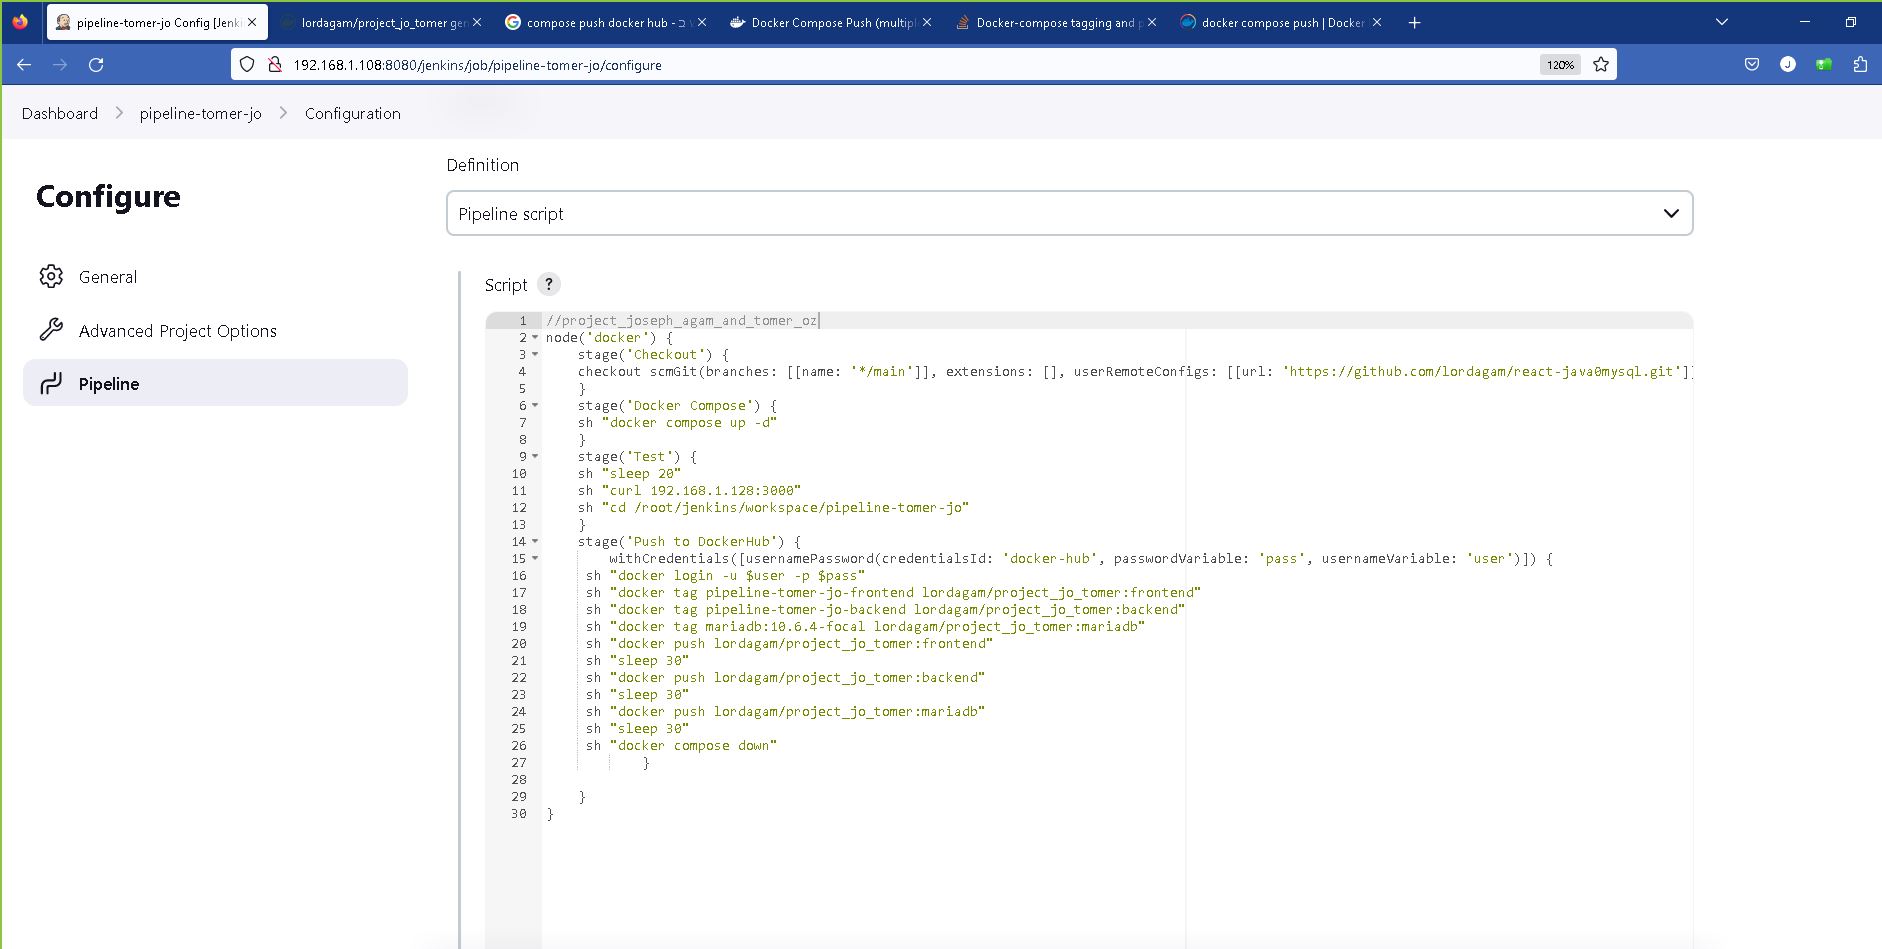 pipeline-tomer-jo Config [Jenki
lordagam/project_jo_tomer gen
compose push docker hub - ב
Docker Compose Push (multipl
Docker-compose tagging and p
docker compose push | Docker
192.168.1.108:8080/jenkins/job/pipeline-tomer-jo/configure
120%
J
Dashboard > pipeline-tomer-jo > Configuration
Configure
General
Advanced Project Options
Pipeline
Definition
Pipeline script
Script ?
1 //project_joseph_agam_and_tomer_oz
2 node('docker') {
3 stage('Checkout') {
4 checkout scmGit(branches: [[name: '*/main']], extensions: [], userRemoteConfigs: [[url: 'https://github.com/lordagam/react-java0mysql.git']]
5 }
6 stage('Docker Compose') {
7 sh "docker compose up -d"
8 }
9 stage('Test') {
10 sh "sleep 20"
11 sh "curl 192.168.1.128:3000"
12 sh "cd /root/jenkins/workspace/pipeline-tomer-jo"
13 }
14 stage('Push to DockerHub') {
15 withCredentials([usernamePassword(credentialsId: 'docker-hub', passwordVariable: 'pass', usernameVariable: 'user')]) {
16 sh "docker login -u $user -p $pass"
17 sh "docker tag pipeline-tomer-jo-frontend lordagam/project_jo_tomer:frontend"
18 sh "docker tag pipeline-tomer-jo-backend lordagam/project_jo_tomer:backend"
19 sh "docker tag mariadb:10.6.4-focal lordagam/project_jo_tomer:mariadb"
20 sh "docker push lordagam/project_jo_tomer:frontend"
21 sh "sleep 30"
22 sh "docker push lordagam/project_jo_tomer:backend"
23 sh "sleep 30"
24 sh "docker push lordagam/project_jo_tomer:mariadb"
25 sh "sleep 30"
26 sh "docker compose down"
27 }
28
29 }
30 }